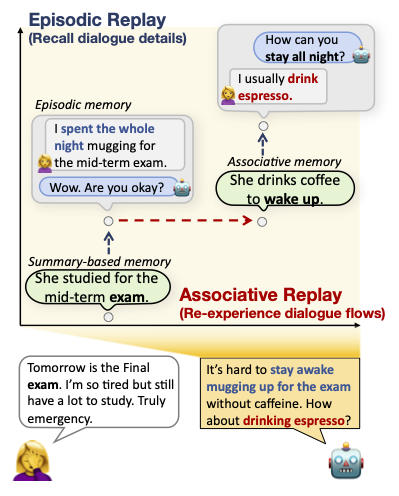 Episodic Replay
(Recall dialogue details)
How can you
stay all night?
I usually drink
espresso.
Episodic memory
I spent the whole
night mugging for
the mid-term exam.
Wow. Are you okay?
Associative memory
She drinks coffee
to wake up.
Summary-based memory
She studied for the
mid-term exam.
Associative Replay
(Re-experience dialogue flows)
Tomorrow is the Final
exam. I'm so tired but still
have a lot to study. Truly
emergency.
It's hard to stay awake
mugging up for the exam
without caffeine. How
about drinking espresso?